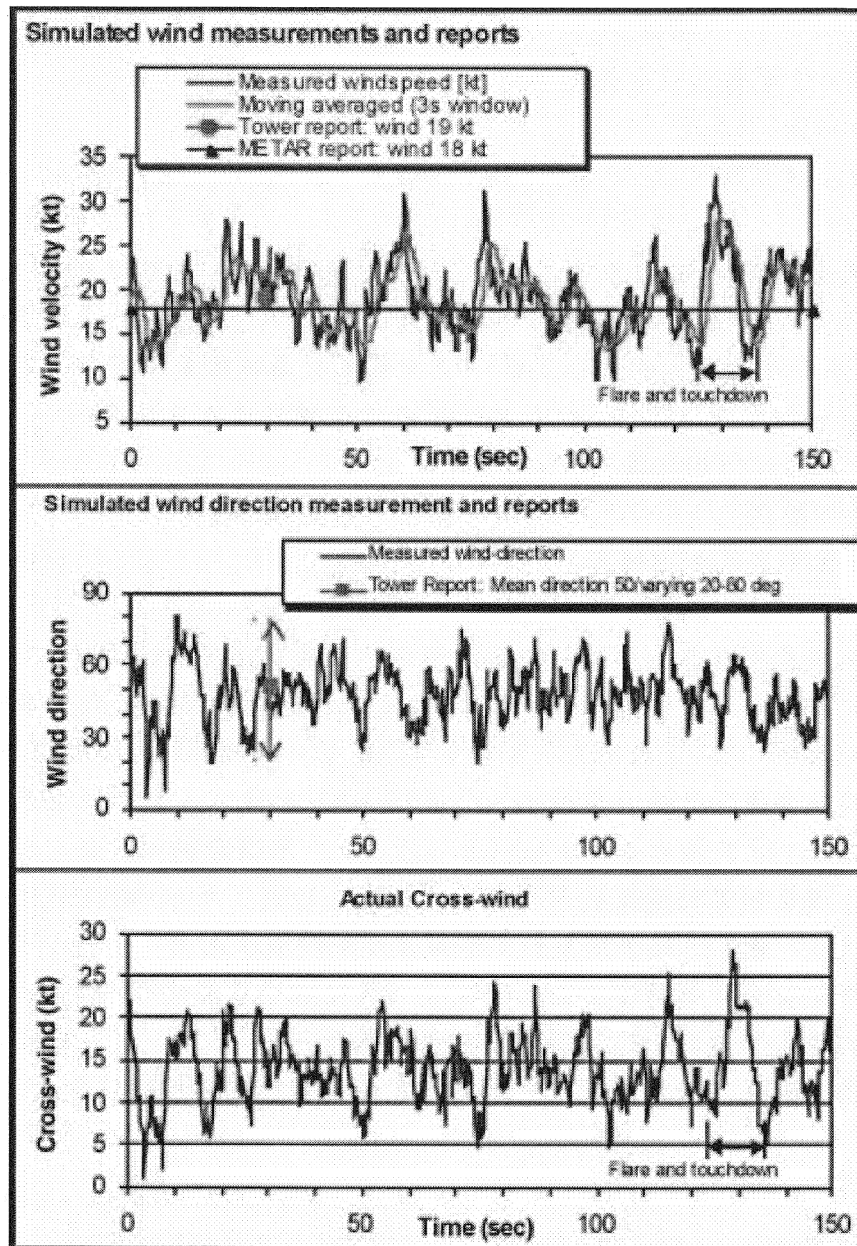 Simulated wind measurements and reports
Measured windspeed [kt]
Moving averaged (3s window)
Tower report: wind 19 kt
METAR report: wind 18 kt
Wind velocity (kt)
35
30
25
20
15
10
5
Flare and touchdown
0
50
Time (sec)
100
150
Simulated wind direction measurement and reports
Measured wind-direction
Tower Report: Mean direction 50/varying 20-80 deg
Wind direction
90
60
30
0
0
50
100
150
Actual Cross-wind
Cross-wind (kt)
30
25
20
15
10
5
0
Flare and touchdown
0
50
Time (sec)
100
150